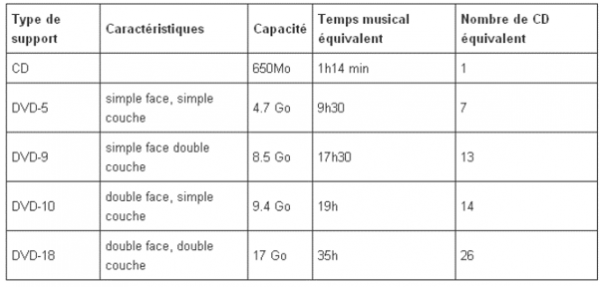 Type de support Caractéristiques Capacité Temps musical équivalent Nombre de CD équivalent
CD 650Mo 1h14 min 1
DVD-5 simple face, simple couche 4.7 Go 9h30 7
DVD-9 simple face double couche 8.5 Go 17h30 13
DVD-10 double face, simple couche 9.4 Go 19h 14
DVD-18 double face, double couche 17 Go 35h 26